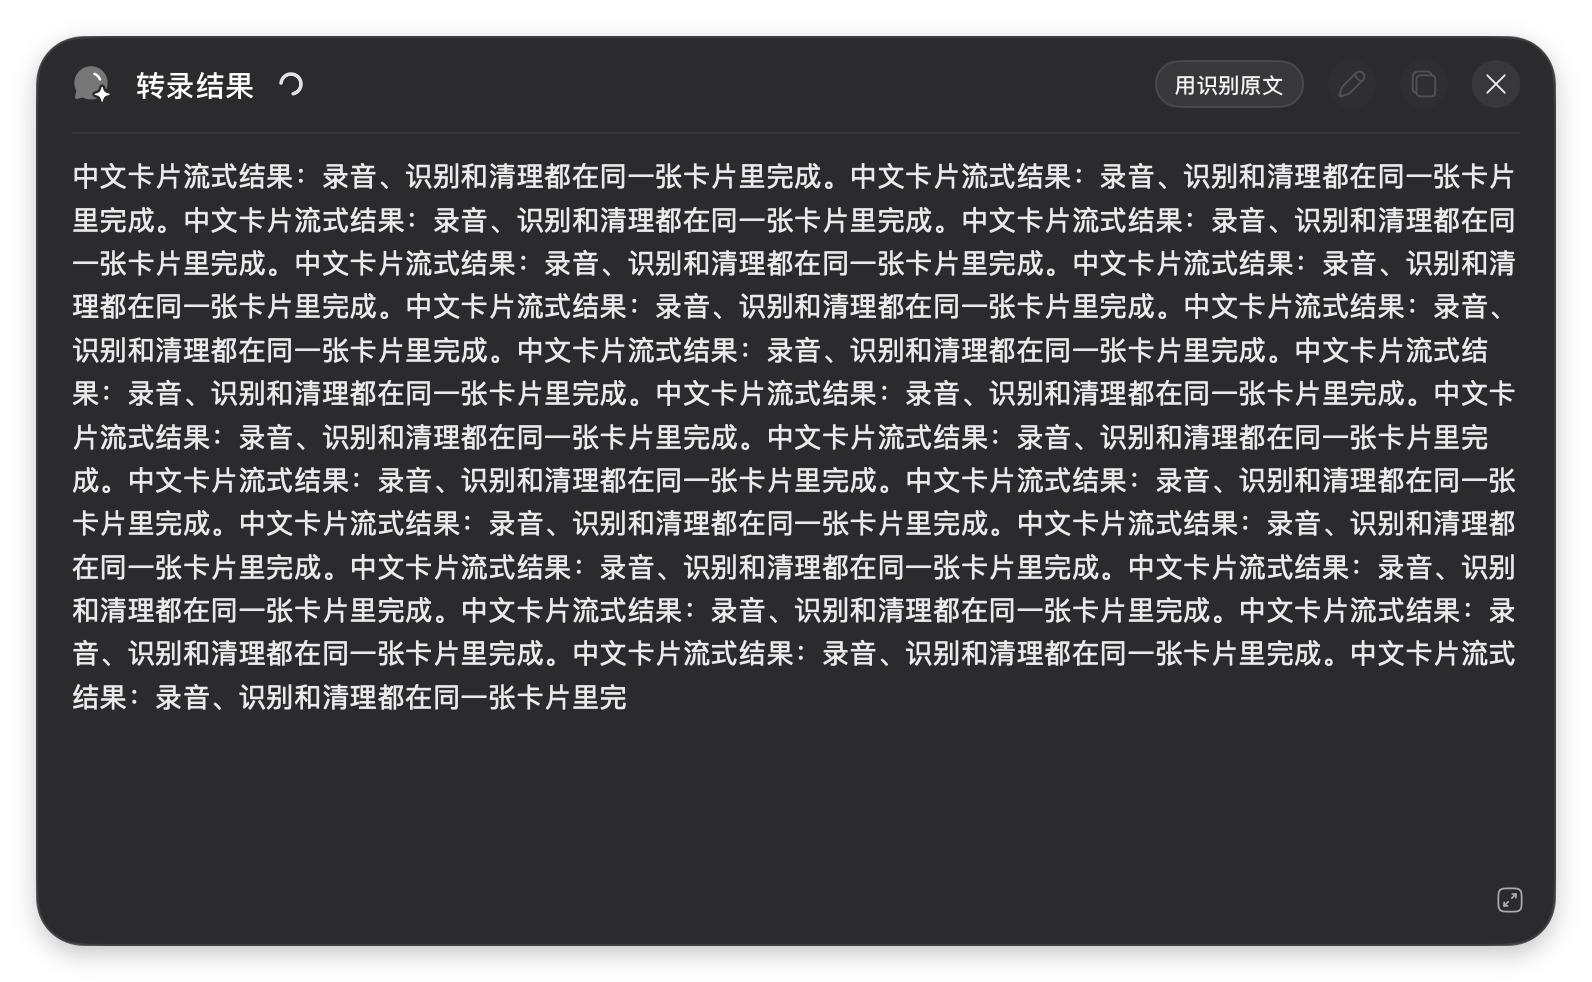 转录结果
用识别原文
中文卡片流式结果：录音、识别和清理都在同一张卡片里完成。中文卡片流式结果：录音、识别和清理都在同一张卡片
里完成。中文卡片流式结果：录音、识别和清理都在同一张卡片里完成。中文卡片流式结果：录音、识别和清理都在同
一张卡片里完成。中文卡片流式结果：录音、识别和清理都在同一张卡片里完成。中文卡片流式结果：录音、识别和清
理都在同一张卡片里完成。中文卡片流式结果：录音、识别和清理都在同一张卡片里完成。中文卡片流式结果：录音、
识别和清理都在同一张卡片里完成。中文卡片流式结果：录音、识别和清理都在同一张卡片里完成。中文卡片流式结
果：录音、识别和清理都在同一张卡片里完成。中文卡片流式结果：录音、识别和清理都在同一张卡片里完成。中文卡
片流式结果：录音、识别和清理都在同一张卡片里完成。中文卡片流式结果：录音、识别和清理都在同一张卡片里完
成。中文卡片流式结果：录音、识别和清理都在同一张卡片里完成。中文卡片流式结果：录音、识别和清理都在同一张
卡片里完成。中文卡片流式结果：录音、识别和清理都在同一张卡片里完成。中文卡片流式结果：录音、识别和清理都
在同一张卡片里完成。中文卡片流式结果：录音、识别和清理都在同一张卡片里完成。中文卡片流式结果：录音、识别
和清理都在同一张卡片里完成。中文卡片流式结果：录音、识别和清理都在同一张卡片里完成。中文卡片流式结果：录
音、识别和清理都在同一张卡片里完成。中文卡片流式结果：录音、识别和清理都在同一张卡片里完成。中文卡片流式
结果：录音、识别和清理都在同一张卡片里完